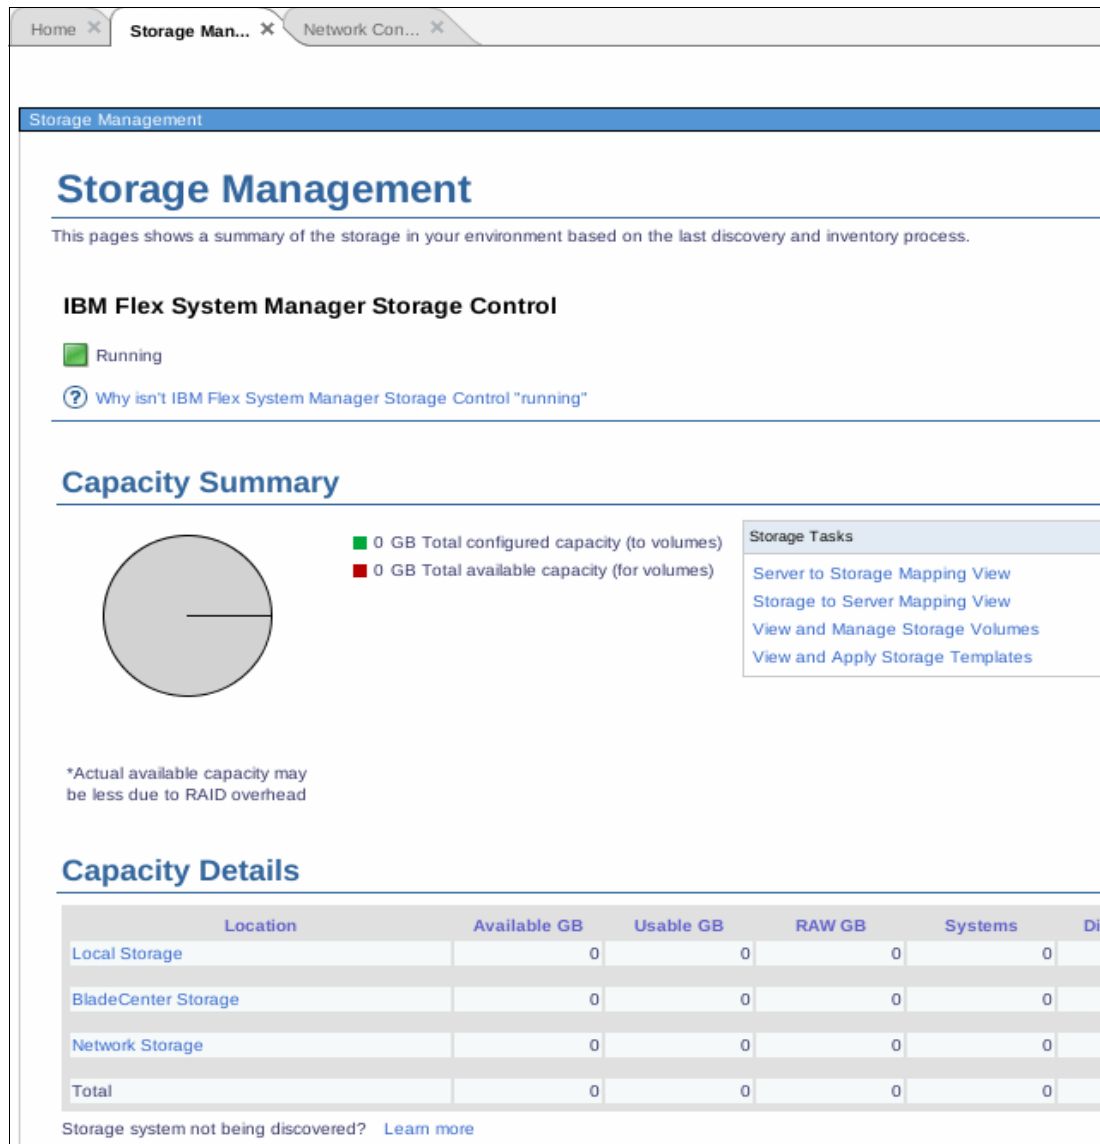 Home
Storage Man...
Network Con...
Storage Management
Storage Management
This pages shows a summary of the storage in your environment based on the last discovery and inventory process.
IBM Flex System Manager Storage Control
Running
? Why isn't IBM Flex System Manager Storage Control "running"
Capacity Summary
0 GB Total configured capacity (to volumes)
0 GB Total available capacity (for volumes)
Storage Tasks
Server to Storage Mapping View
Storage to Server Mapping View
View and Manage Storage Volumes
View and Apply Storage Templates
*Actual available capacity may
be less due to RAID overhead
Capacity Details
Location Available GB Usable GB RAW GB Systems Di
Local Storage 0 0 0 0
BladeCenter Storage 0 0 0 0
Network Storage 0 0 0 0
Total 0 0 0 0
Storage system not being discovered? Learn more